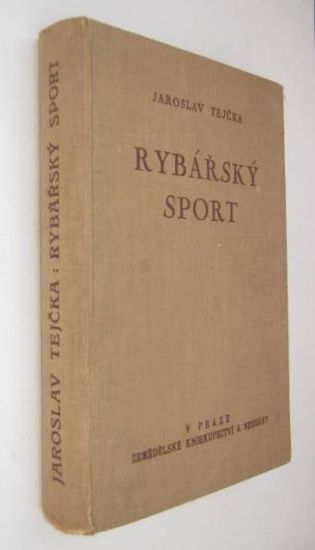 JAROSLAV TEJČKA : RYBÁŘSKÝ SPORT
JAROSLAV TEJČKA
RYBÁŘSKÝ
SPORT
V PRAZE
ZEMĚDĚLSKÉ KNIHKUPECTVÍ A. NEUBERT